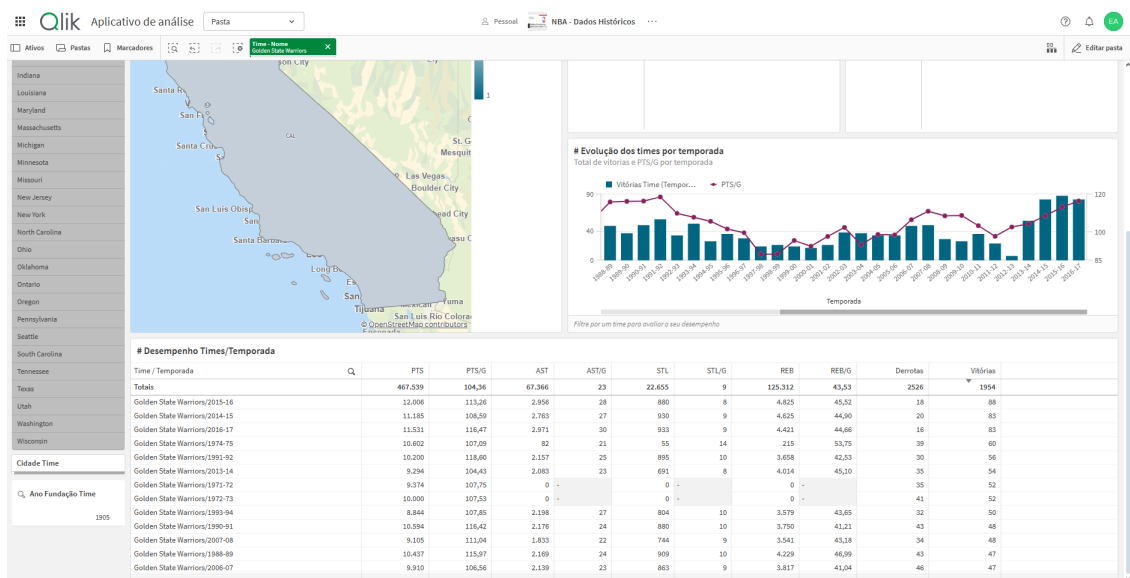 Qlik Aplicativo de análise Pasta Pessoal NBA - Dados Históricos ··· EA
Ativos Pastas Marcadores Time - Nome Golden State Warriors × Editar pasta
Indiana
Louisiana
Maryland
Massachusetts
Michigan
Minnesota
Missouri
New Jersey
New York
North Carolina
Ohio
Oklahoma
Ontario
Oregon
Pennsylvania
Seattle
South Carolina
Tennessee
Texas
Utah
Washington
Wisconsin
Cidade Time
Ano Fundação Time
1905
son City
Santa R
San F
CAL
Santa Cru
St. G
Mesquit
Las Vegas
Boulder City
San Luis Obisp
San
ead City
Santa Barbara
asu C
Long B
Es
San
Tijuana
Mexicali
Yuma
San Luis Río Colora
© OpenStreetMap contributors
Ensenada
1
# Evolução dos times por temporada
Total de vitorias e PTS/G por temporada
Vitórias Time (Tempor... PTS/G
90 120
40 100
0 85
1988-89 1989-90 1990-91 1991-92 1992-93 1993-94 1994-95 1995-96 1996-97 1997-98 1998-99 1999-00 2000-01 2001-02 2002-03 2003-04 2004-05 2005-06 2006-07 2007-08 2008-09 2009-10 2010-11 2011-12 2012-13 2013-14 2014-15 2015-16 2016-17
Temporada
Filtre por um time para avaliar o seu desempenho
# Desempenho Times/Temporada
Time / Temporada PTS PTS/G AST AST/G STL STL/G REB REB/G Derrotas Vitórias
Totais 467.539 104,36 67.366 23 22.655 9 125.312 43,53 2526 1954
Golden State Warriors/2015-16 12.006 113,26 2.956 28 880 8 4.825 45,52 18 88
Golden State Warriors/2014-15 11.185 108,59 2.763 27 930 9 4.625 44,90 20 83
Golden State Warriors/2016-17 11.531 116,47 2.971 30 933 9 4.421 44,66 16 83
Golden State Warriors/1974-75 10.602 107,09 82 21 55 14 215 53,75 39 60
Golden State Warriors/1991-92 10.200 118,60 2.157 25 895 10 3.658 42,53 30 56
Golden State Warriors/2013-14 9.294 104,43 2.083 23 691 8 4.014 45,10 35 54
Golden State Warriors/1971-72 9.374 107,75 0 - 0 - 0 - 35 52
Golden State Warriors/1972-73 10.000 107,53 0 - 0 - 0 - 41 52
Golden State Warriors/1993-94 8.844 107,85 2.198 27 804 10 3.579 43,65 32 50
Golden State Warriors/1990-91 10.594 116,42 2.176 24 880 10 3.750 41,21 43 48
Golden State Warriors/2007-08 9.105 111,04 1.833 22 744 9 3.541 43,18 34 48
Golden State Warriors/1988-89 10.437 115,97 2.169 24 909 10 4.229 46,99 43 47
Golden State Warriors/2006-07 9.910 106,56 2.139 23 863 9 3.817 41,04 46 47